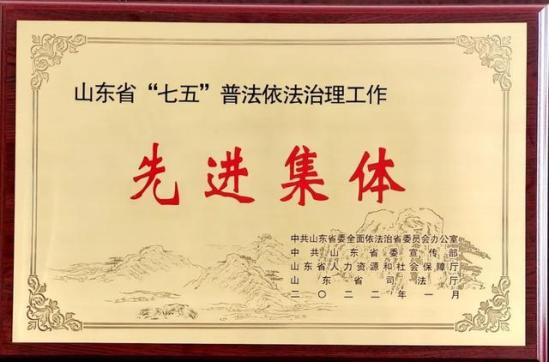 山东省“七五”普法依法治理工作
先进集体
中共山东省委全面依法治省委员会办公室
中共山东省委宣传部
山东省人力资源和社会保障厅
山东省司法厅
二〇二二年一月